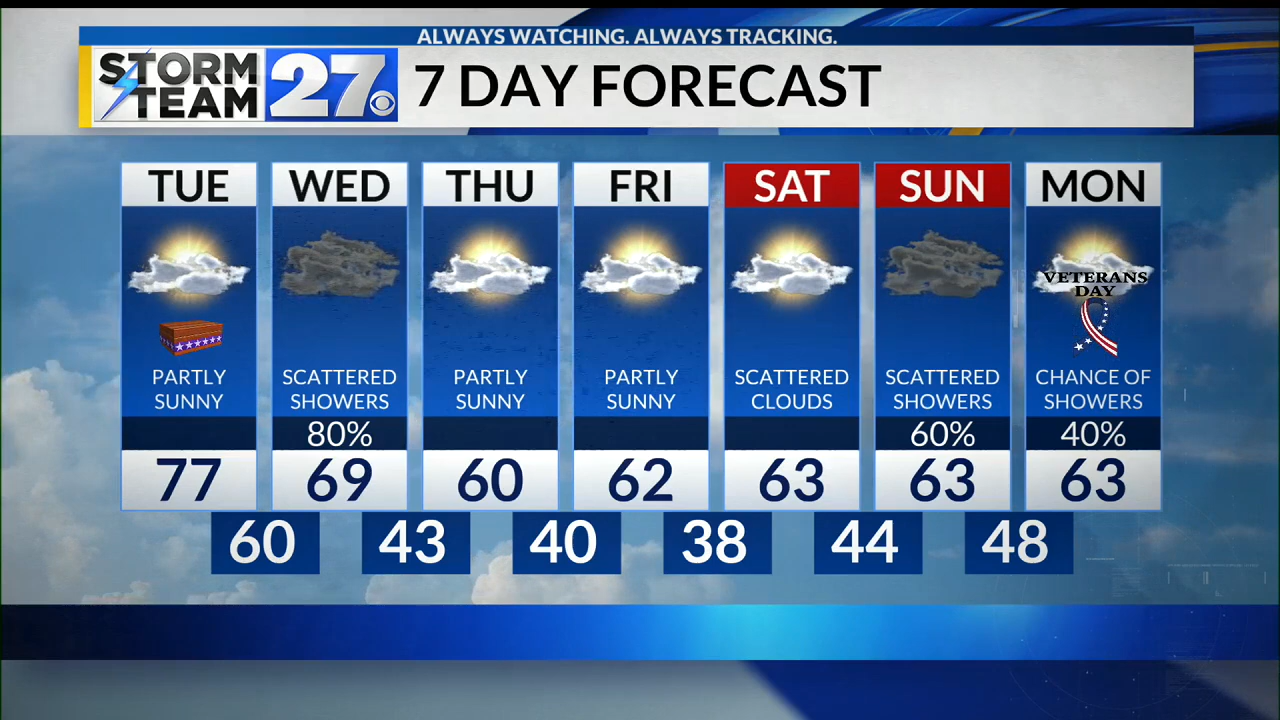 ALWAYS WATCHING. ALWAYS TRACKING.
STORM
TEAM
27
7 DAY FORECAST
TUE WED THU FRI SAT SUN MON
VETERANS
DAY
PARTLY SCATTERED PARTLY PARTLY SCATTERED SCATTERED CHANCE OF
SUNNY SHOWERS SUNNY SUNNY CLOUDS SHOWERS SHOWERS
80% 60% 40%
77 69 60 62 63 63 63
60 43 40 38 44 48